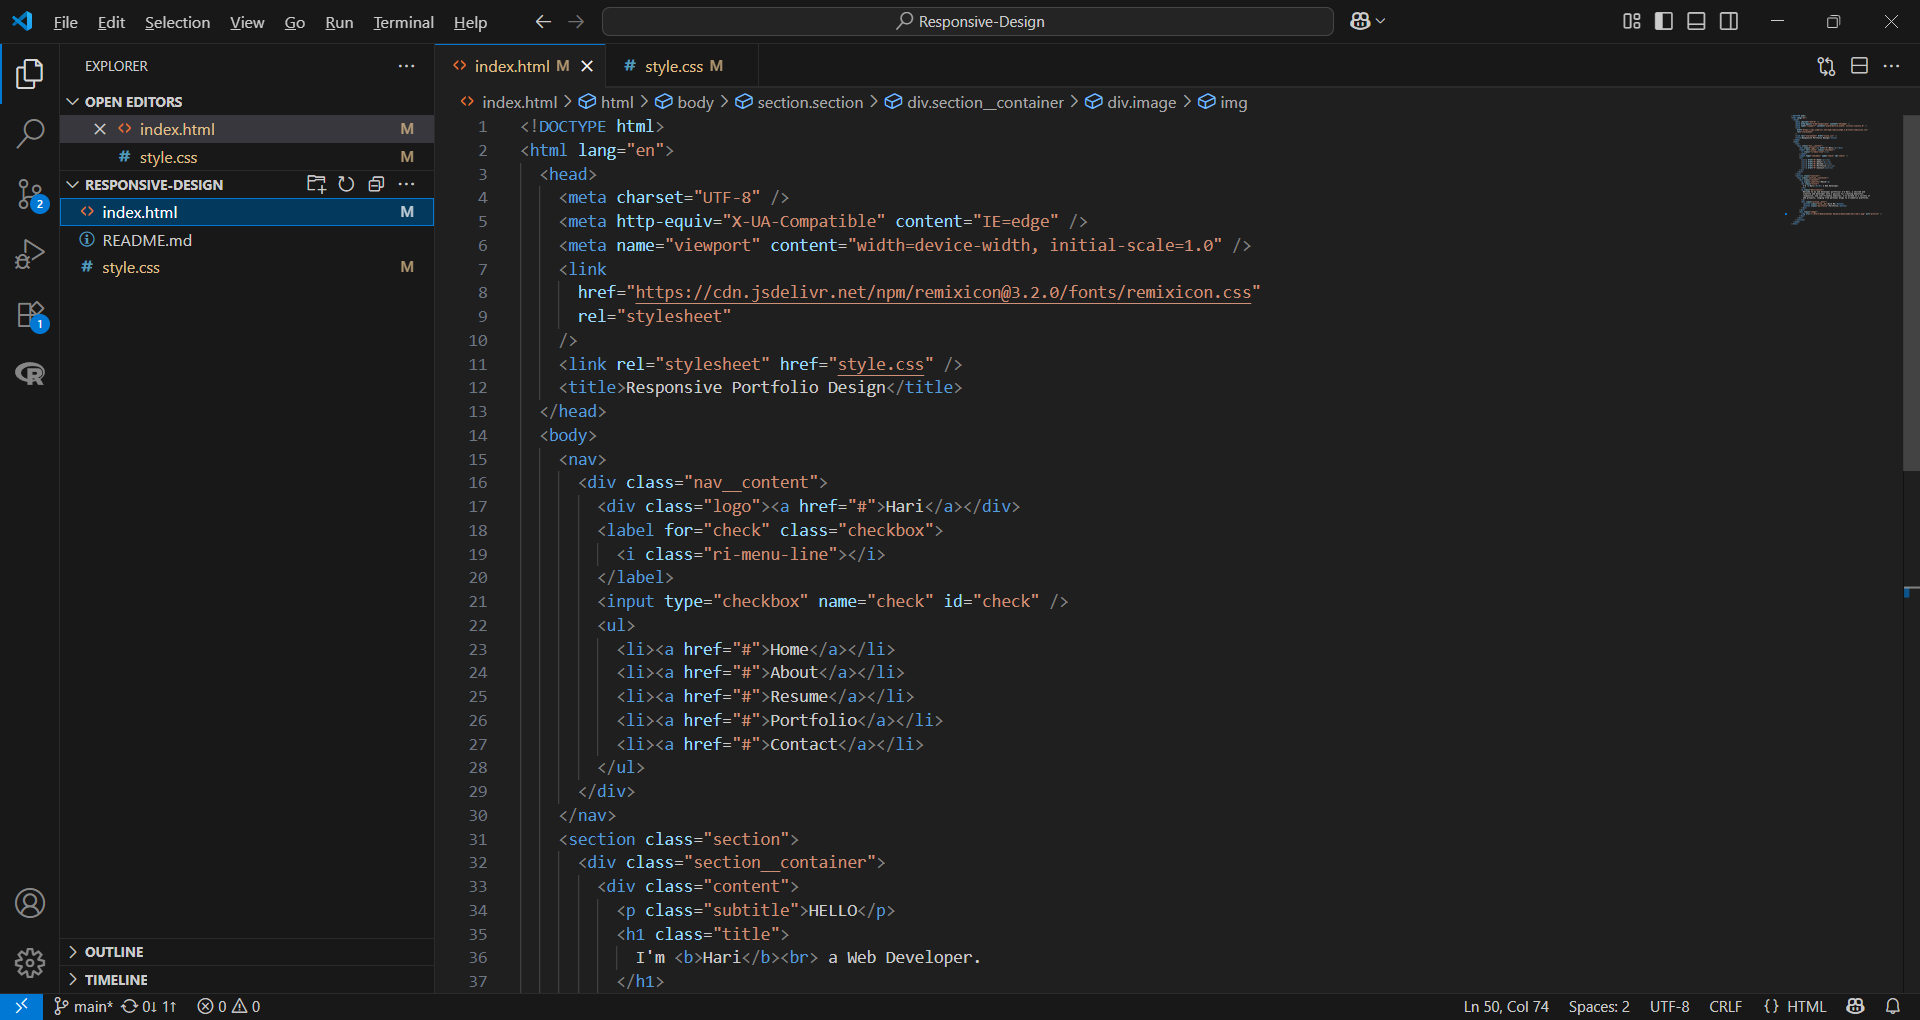 File Edit Selection View Go Run Terminal Help
Responsive-Design
EXPLORER
OPEN EDITORS
index.html M
style.css M
RESPONSIVE-DESIGN
index.html M
README.md
style.css M
OUTLINE
TIMELINE
2
1
index.html M
style.css M
index.html > html > body > section.section > div.section__container > div.image > img
1 <!DOCTYPE html>
2 <html lang="en">
3 <head>
4 <meta charset="UTF-8" />
5 <meta http-equiv="X-UA-Compatible" content="IE=edge" />
6 <meta name="viewport" content="width=device-width, initial-scale=1.0" />
7 <link
8 href="https://cdn.jsdelivr.net/npm/remixicon@3.2.0/fonts/remixicon.css"
9 rel="stylesheet"
10 />
11 <link rel="stylesheet" href="style.css" />
12 <title>Responsive Portfolio Design</title>
13 </head>
14 <body>
15 <nav>
16 <div class="nav__content">
17 <div class="logo"><a href="#">Hari</a></div>
18 <label for="check" class="checkbox">
19 <i class="ri-menu-line"></i>
20 </label>
21 <input type="checkbox" name="check" id="check" />
22 <ul>
23 <li><a href="#">Home</a></li>
24 <li><a href="#">About</a></li>
25 <li><a href="#">Resume</a></li>
26 <li><a href="#">Portfolio</a></li>
27 <li><a href="#">Contact</a></li>
28 </ul>
29 </div>
30 </nav>
31 <section class="section">
32 <div class="section__container">
33 <div class="content">
34 <p class="subtitle">HELLO</p>
35 <h1 class="title">
36 I'm <b>Hari</b><br> a Web Developer.
37 </h1>
main* 0↓ 1↑ 0 0
Ln 50, Col 74 Spaces: 2 UTF-8 CRLF {} HTML